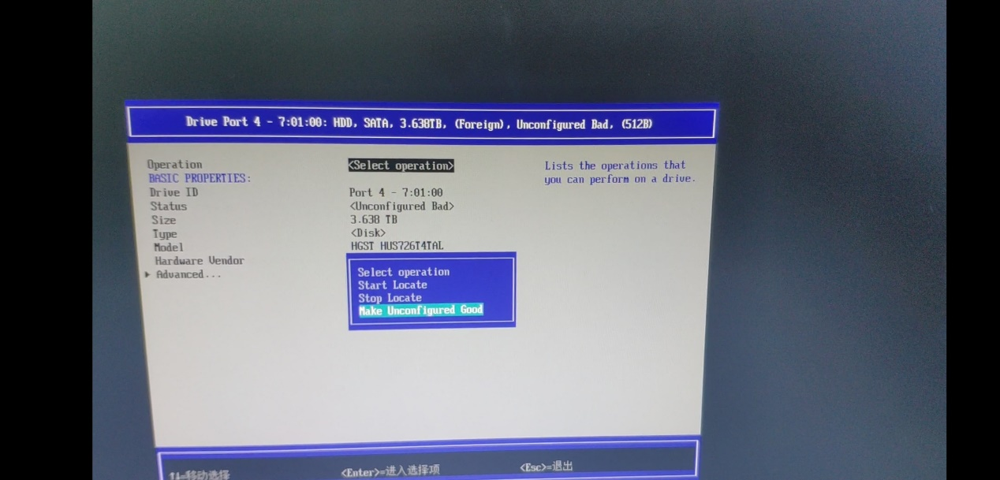 Drive Port 4 - 7:01:00: HDD, SATA, 3.638TB, (Foreign), Unconfigured Bad, (512B)
Operation <Select operation> Lists the operations that
BASIC PROPERTIES: you can perform on a drive.
Drive ID Port 4 - 7:01:00
Status <Unconfigured Bad>
Size 3.638 TB
Type <Disk>
Model HGST HUS726T4TAL
Hardware Vendor
▶ Advanced...
Select operation
Start Locate
Stop Locate
Make Unconfigured Good
↑↓=移动选择 <Enter>=进入选择项 <Esc>=退出